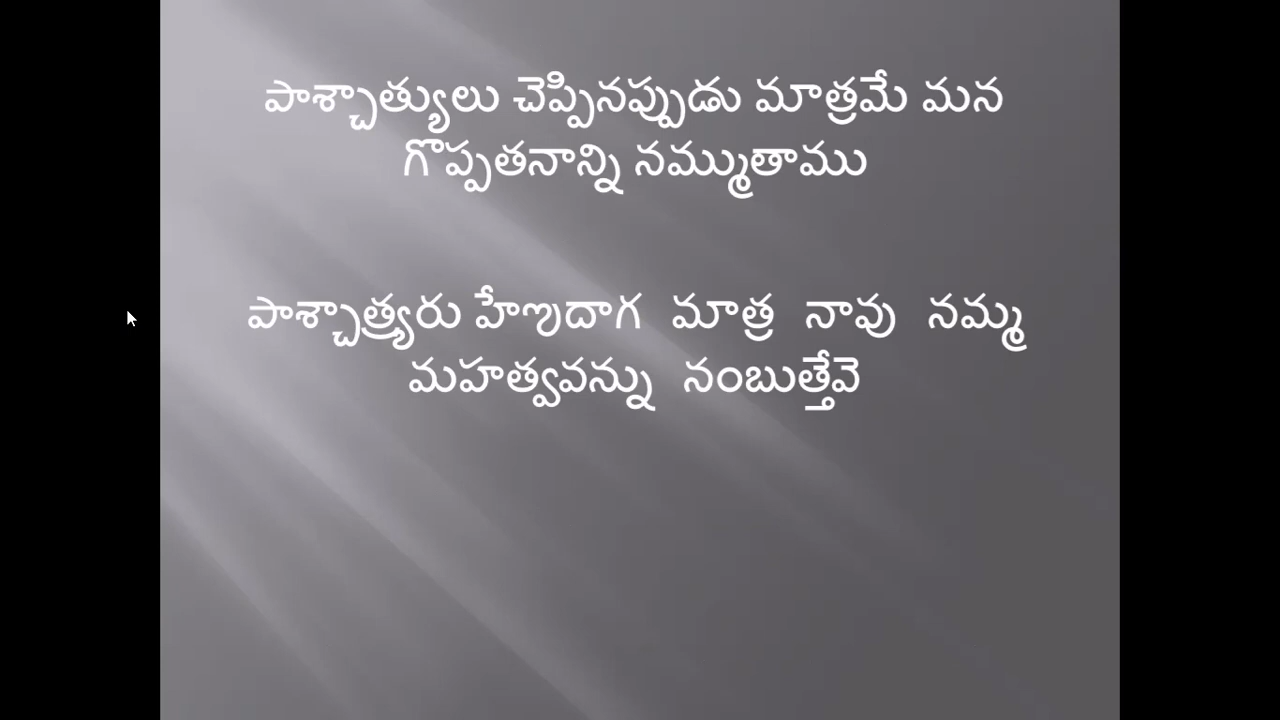 పాశ్చాత్యులు చెప్పినప్పుడు మాత్రమే మన
గొప్పతనాన్ని నమ్ముతాము
పాశ్చాత్ర్యరు హేళుదాగ మాత్ర నావు నమ్మ
మహత్వవన్ను నంబుత్తేవె